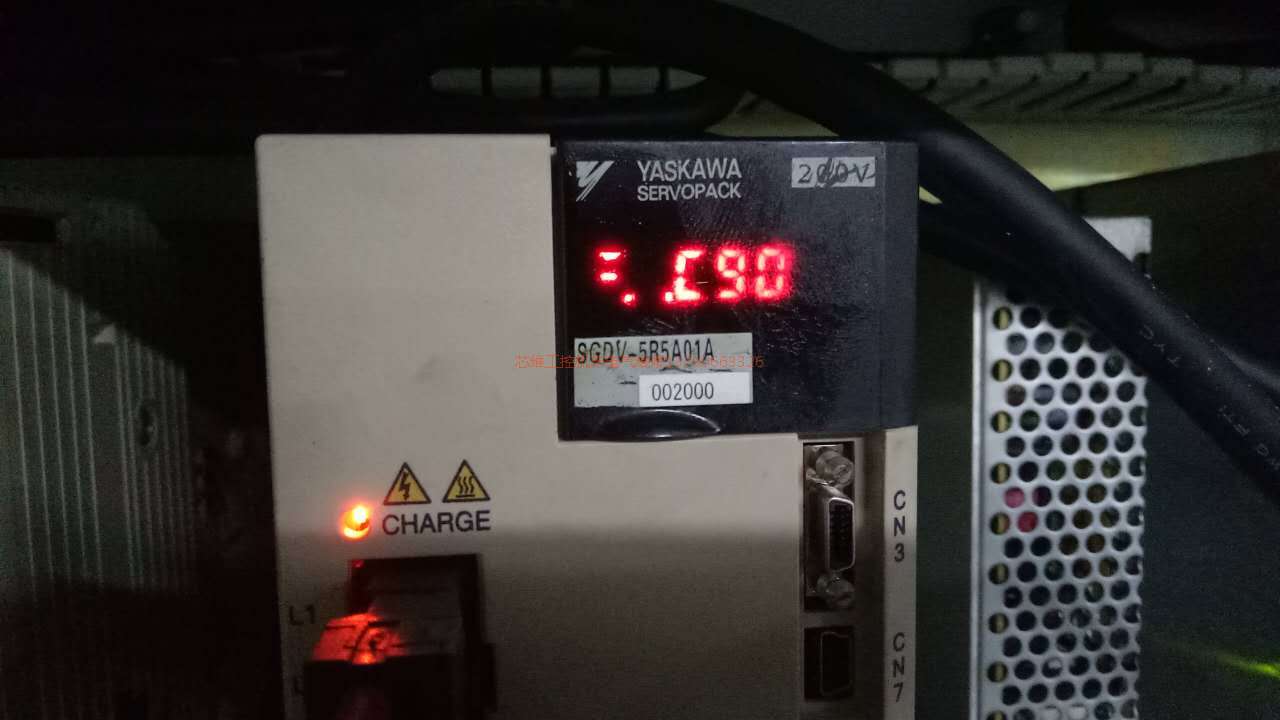 YASKAWA
SERVOPACK
200V
C90
SGDV-5R5A01A
002000
CHARGE
L1
CN3
CN7